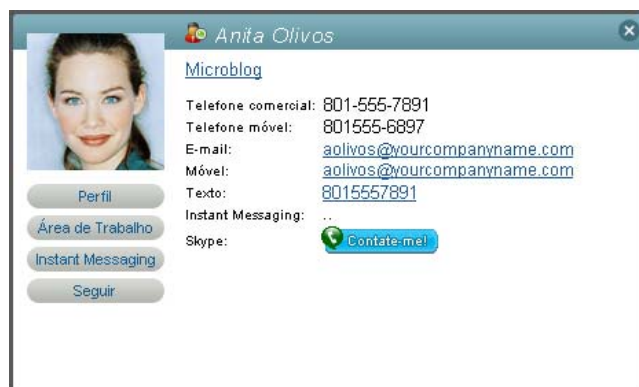 Anita Olivos
Microblog
Telefone comercial: 801-555-7891
Telefone móvel: 801555-6897
E-mail: aolivos@yourcompanyname.com
Móvel: aolivos@yourcompanyname.com
Texto: 8015557891
Instant Messaging: ..
Skype: Contate-me!
Perfil
Área de Trabalho
Instant Messaging
Seguir